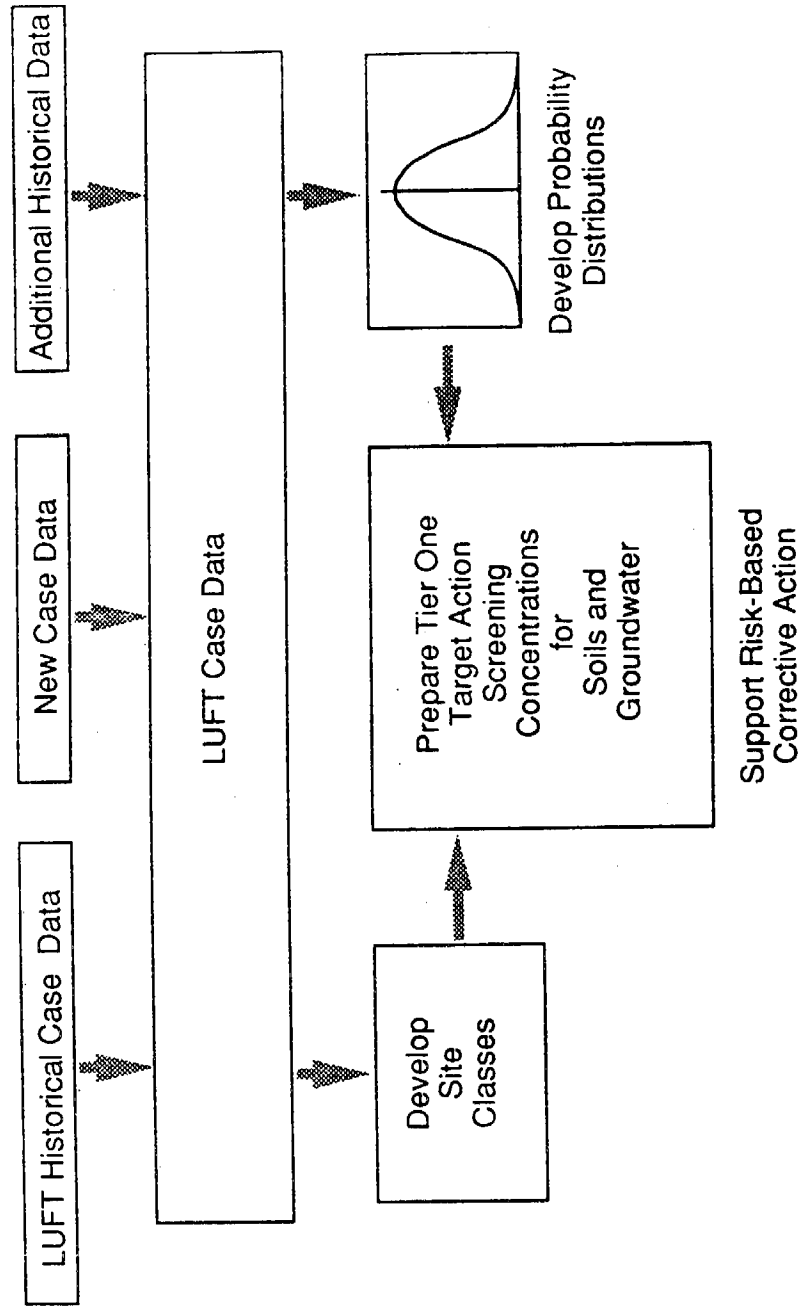 LUFT Historical Case Data
New Case Data
Additional Historical Data
LUFT Case Data
Develop
Site
Classes
Prepare Tier One
Target Action
Screening
Concentrations
for
Soils and
Groundwater
Support Risk-Based
Corrective Action
Develop Probability
Distributions